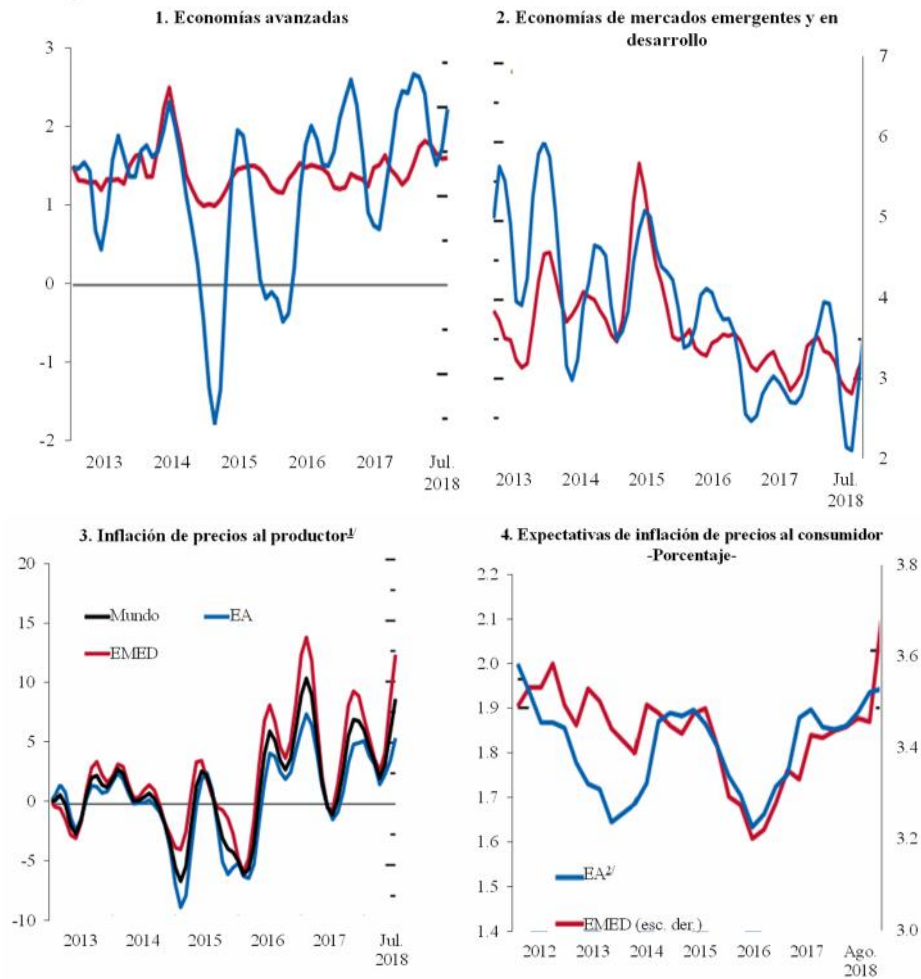 1. Economías avanzadas
3
2
1
0
-1
-2
2013 2014 2015 2016 2017 Jul.
2018
2. Economías de mercados emergentes y en
desarrollo
7
6
5
4
3
2
2013 2014 2015 2016 2017 Jul.
2018
3. Inflación de precios al productor1/
20
15
10
5
0
-5
-10
Mundo EA
EMED
2013 2014 2015 2016 2017 Jul.
2018
4. Expectativas de inflación de precios al consumidor
-Porcentaje-
2.2
2.1
2.0
1.9
1.8
1.7
1.6
1.5
1.4
3.8
3.6
3.4
3.2
3.0
EA2/
EMED (esc. der.)
2012 2013 2014 2015 2016 2017 Ago.
2018